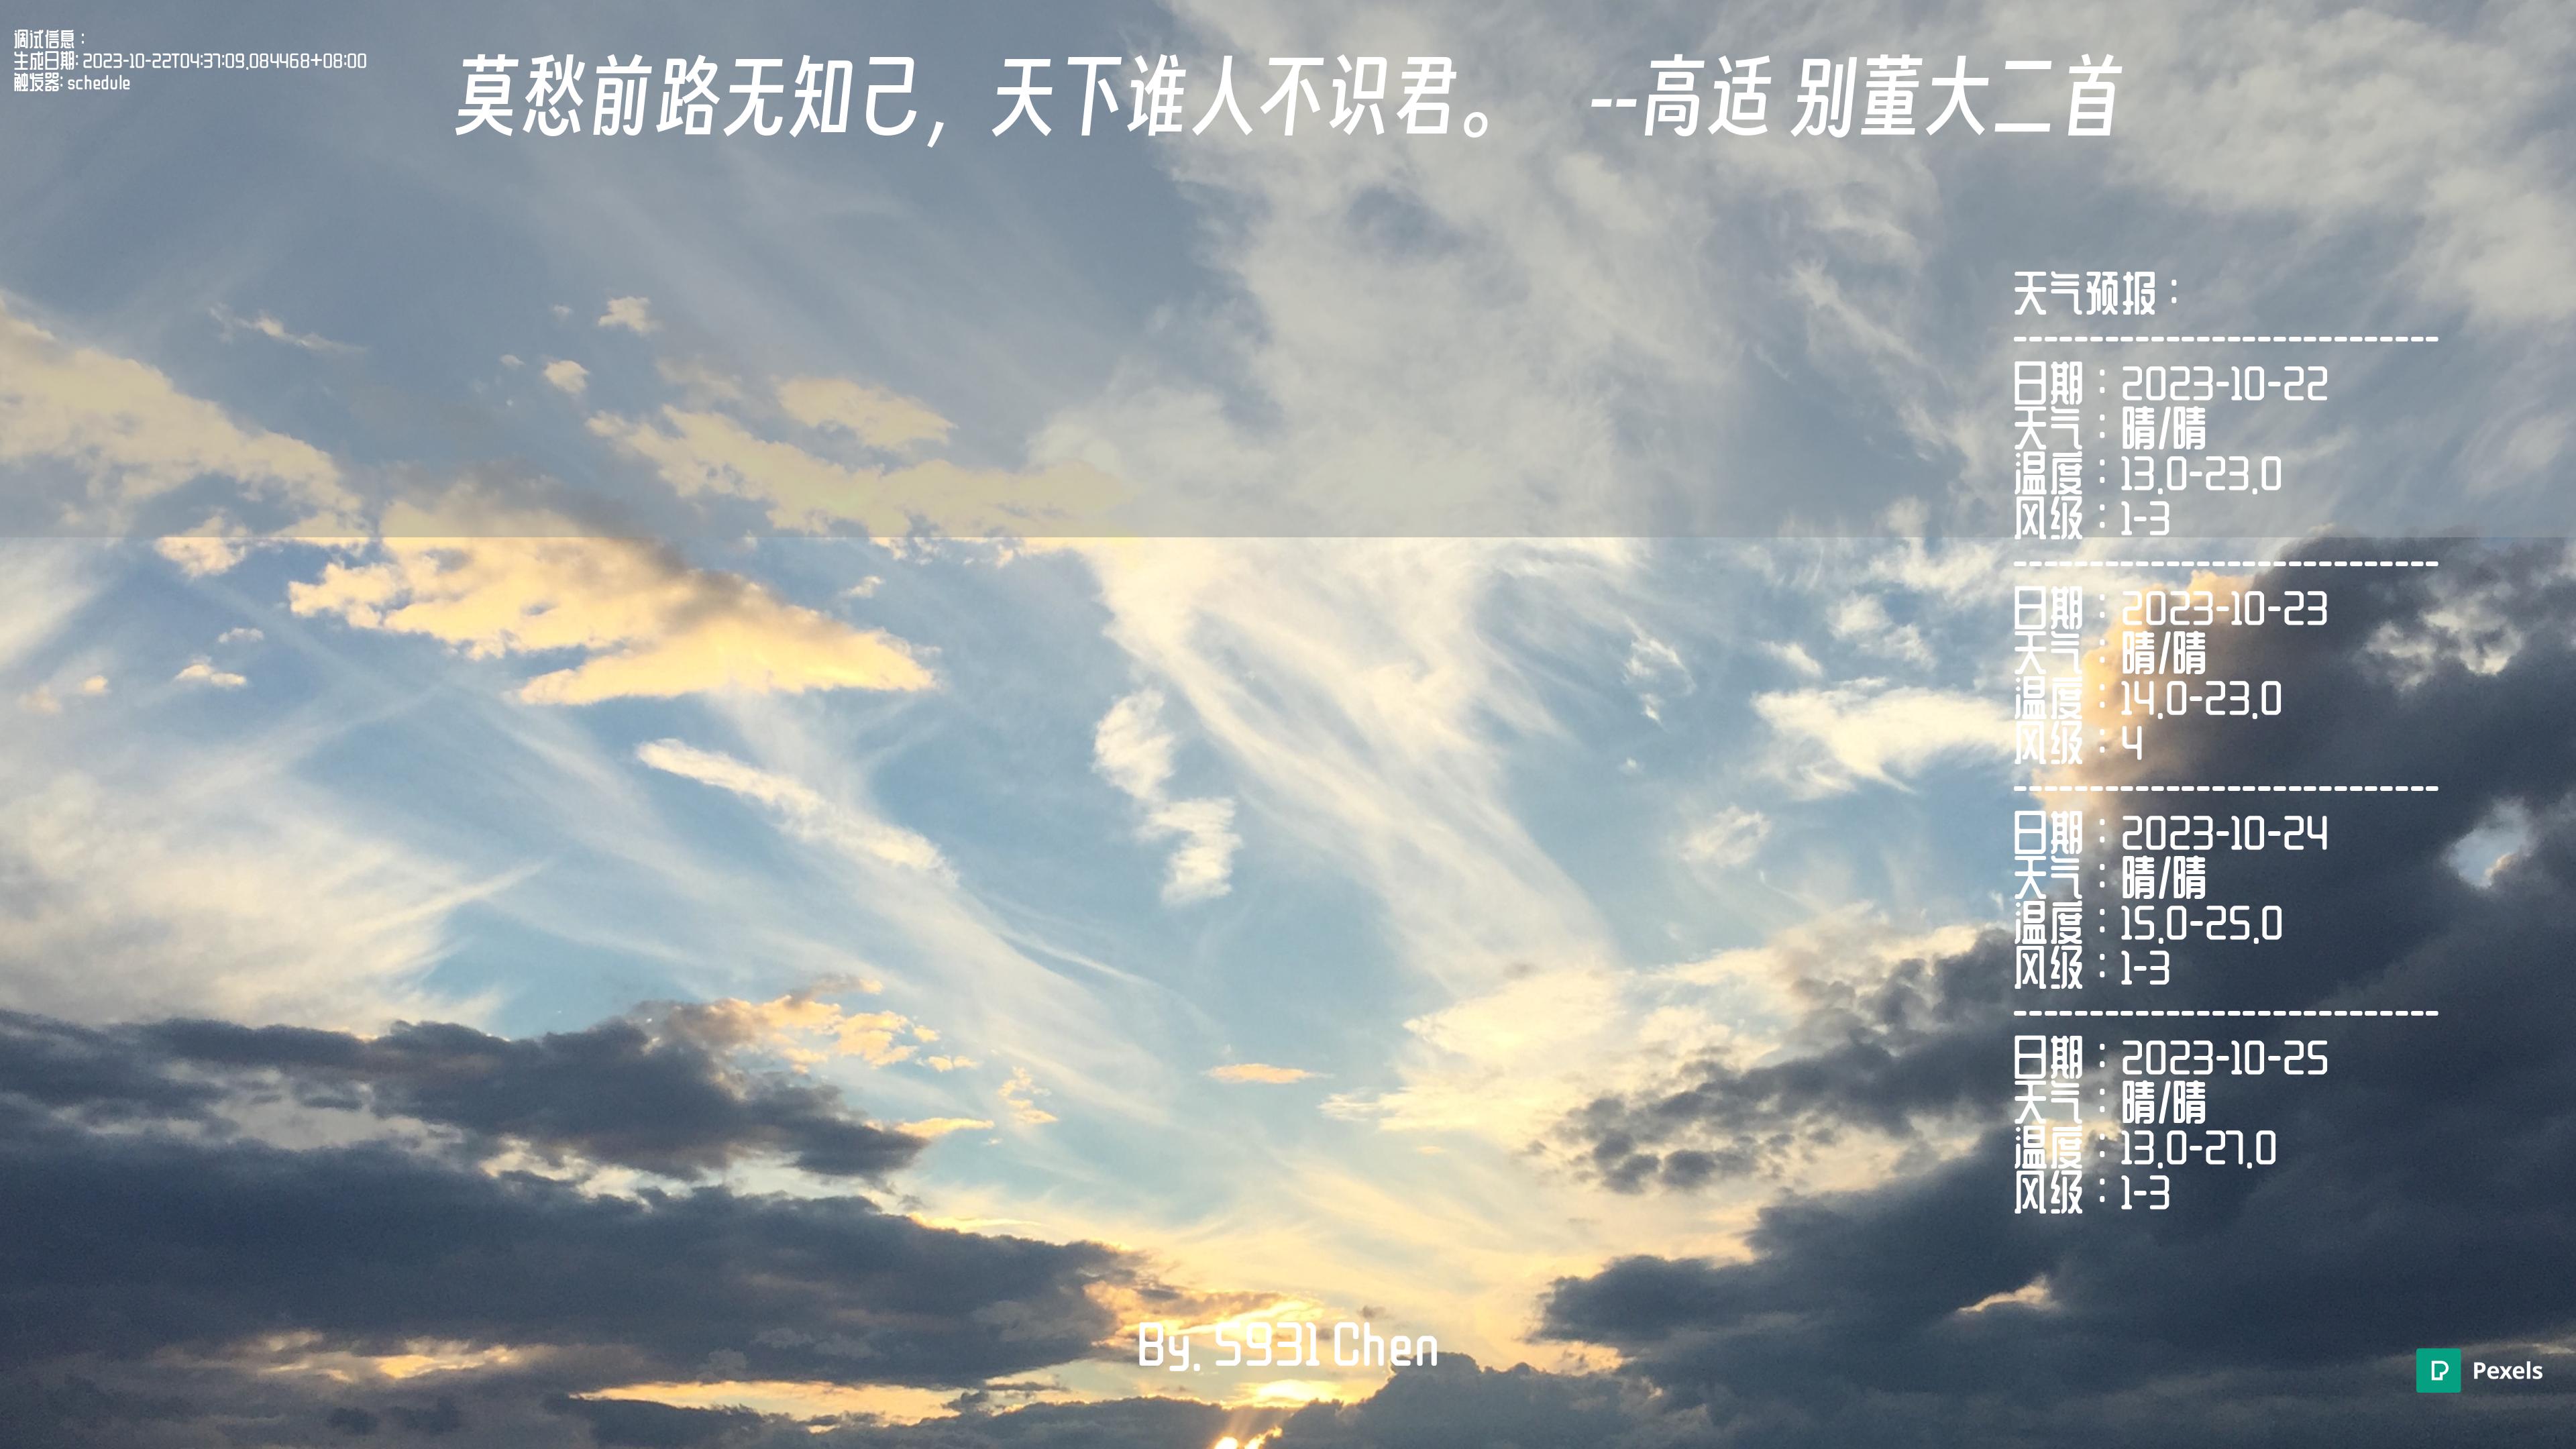 调试信息：
生成日期: 2023-10-22T04:37:09.084468+08:00
触发器: schedule
莫愁前路无知己，天下谁人不识君。 --高适 别董大二首
天气预报：
----------------------------
日期：2023-10-22
天气：晴/晴
温度：13.0-23.0
风级：1-3
----------------------------
日期：2023-10-23
天气：晴/晴
温度：14.0-23.0
风级：4
----------------------------
日期：2023-10-24
天气：晴/晴
温度：15.0-25.0
风级：1-3
----------------------------
日期：2023-10-25
天气：晴/晴
温度：13.0-27.0
风级：1-3
By. S931 Chen
Pexels